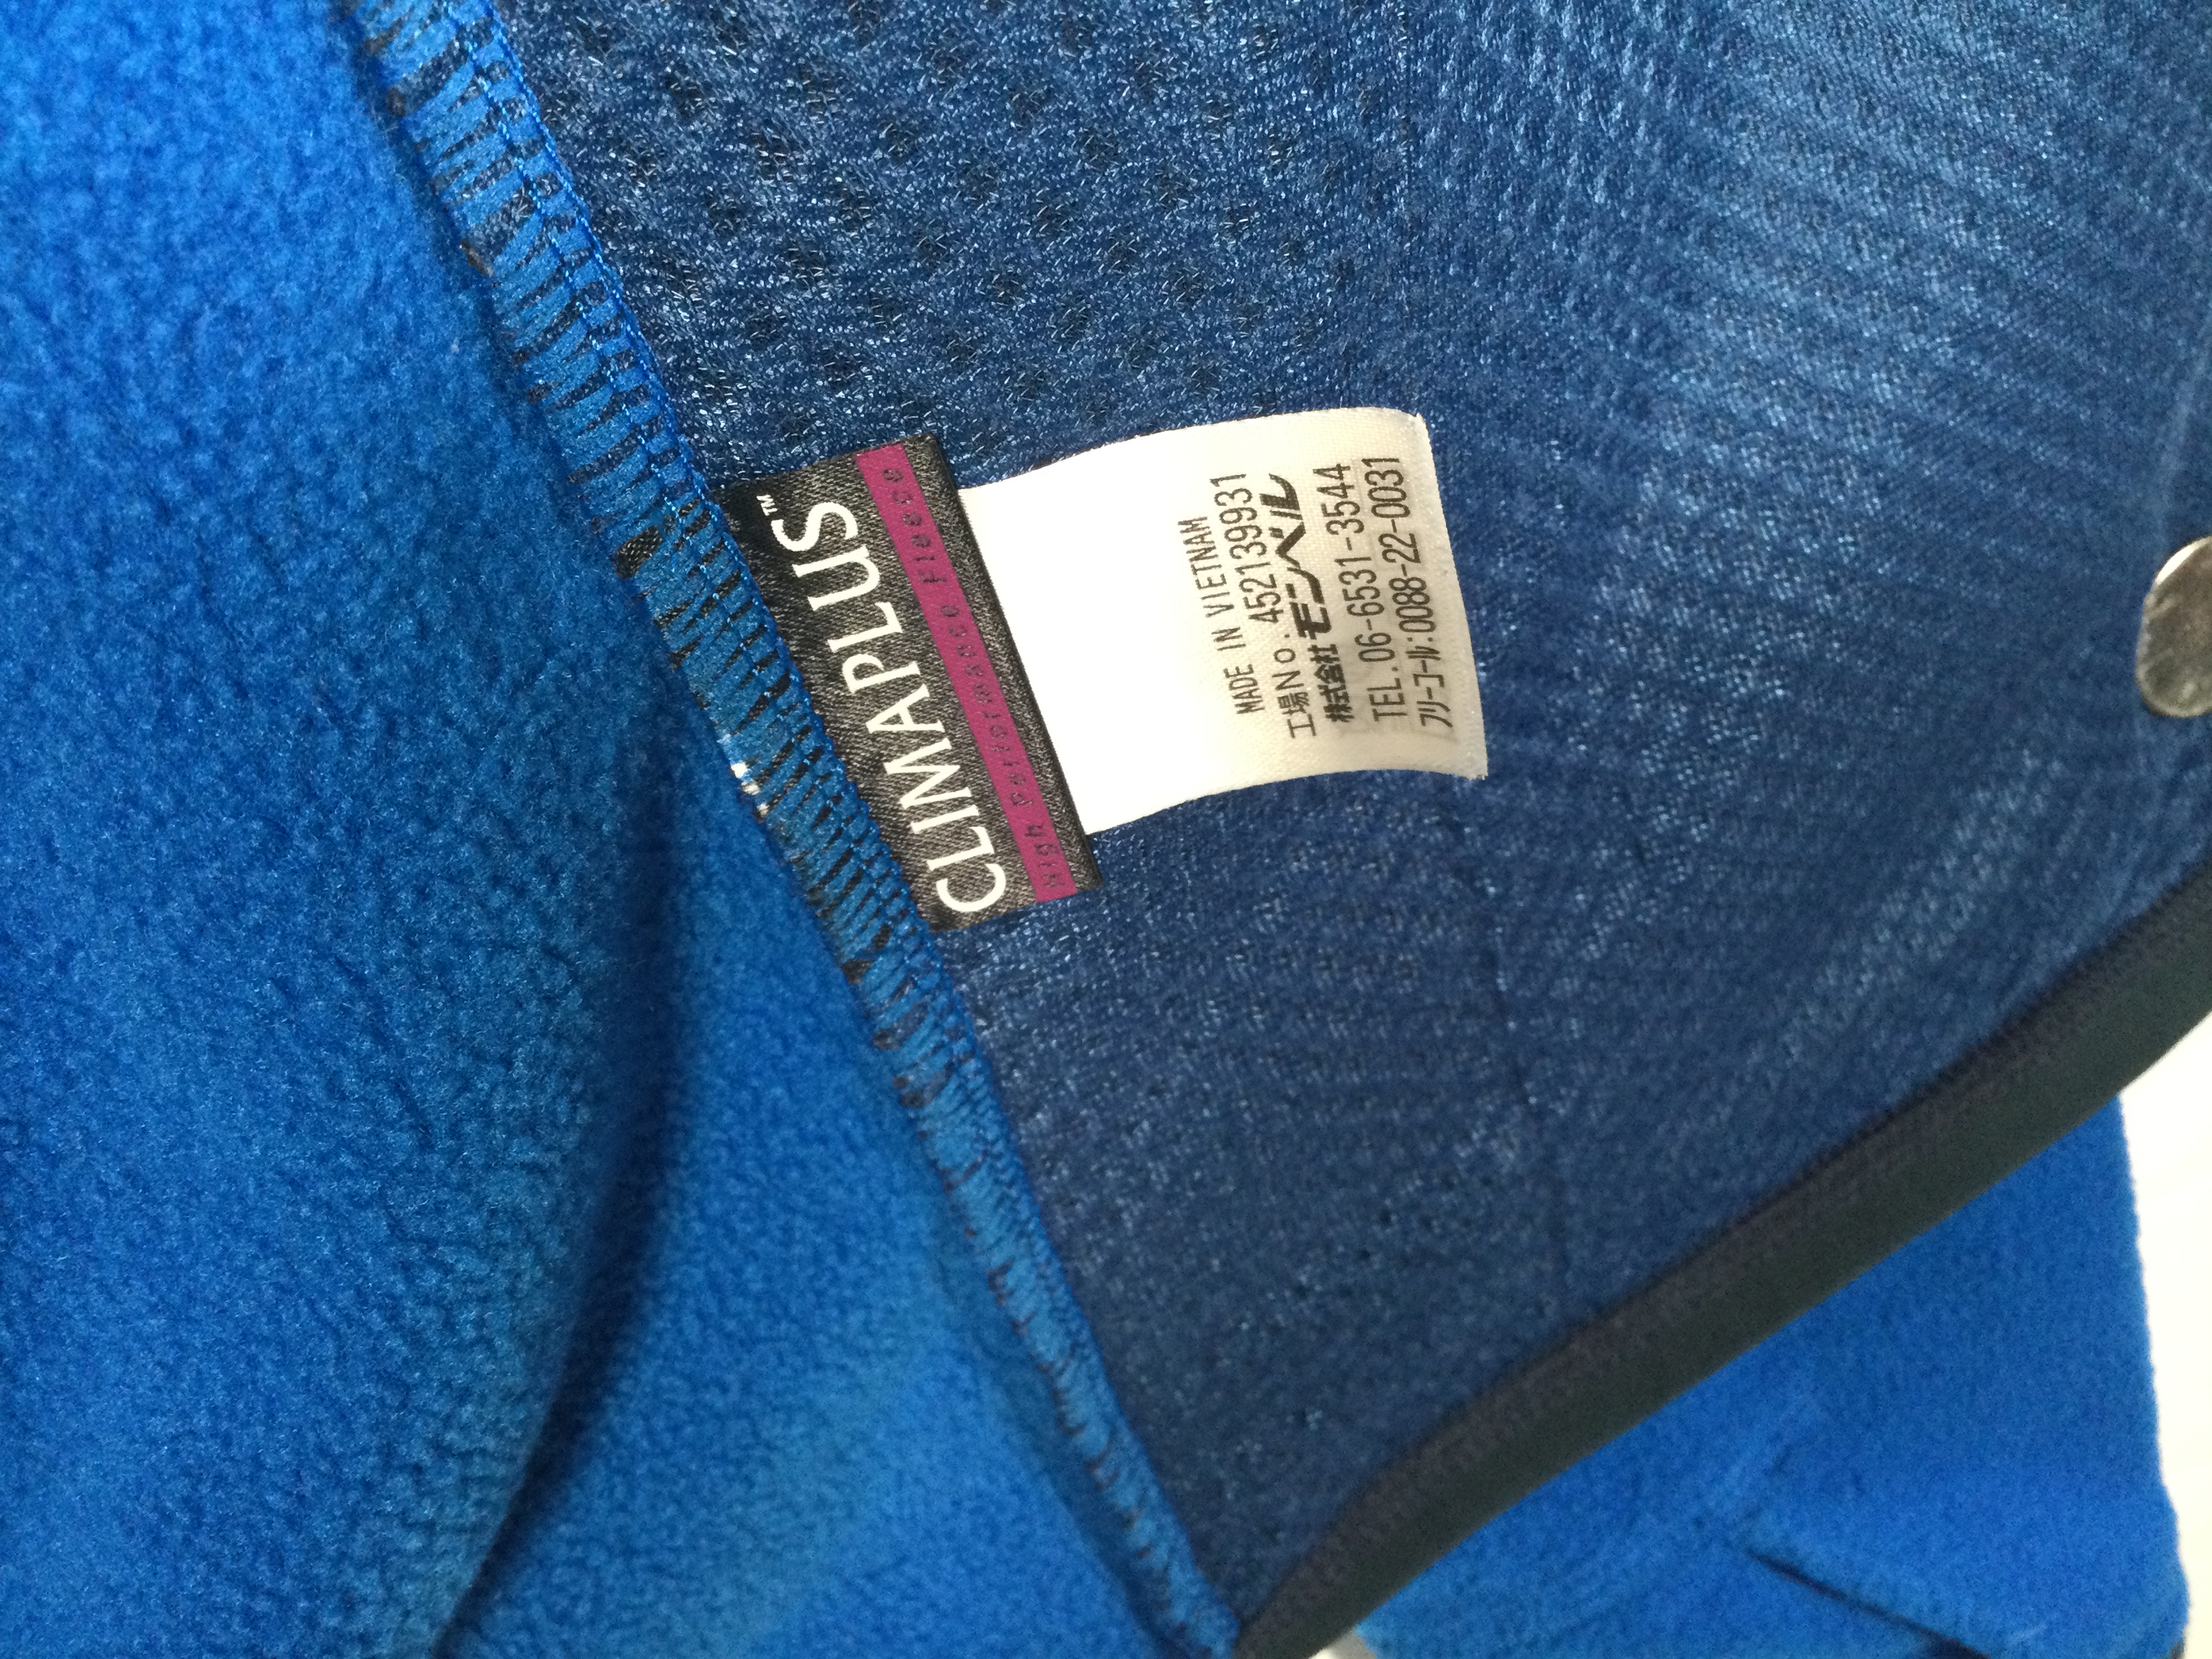 CLIMAPLUS™
High Performance Fleece
MADE IN VIETNAM
工場No. 452139931
株式会社 モンベル
TEL.06-6531-3544
フリーコール:0088-22-0031